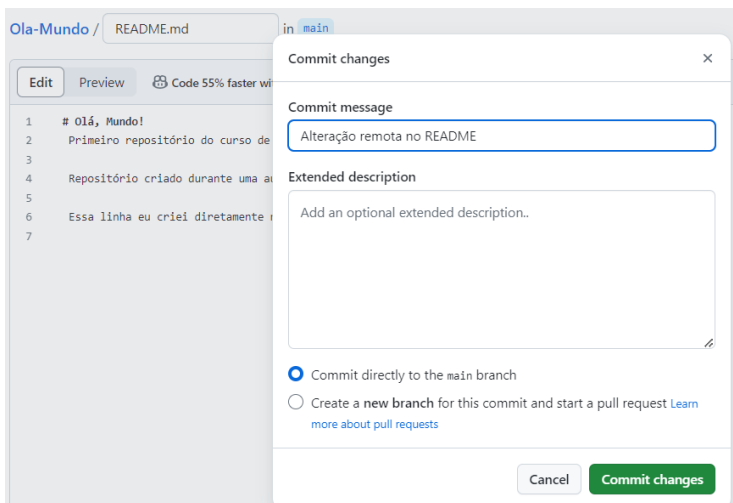 Ola-Mundo / README.md in main
Edit Preview Code 55% faster
1 # Olá, Mundo!
2 Primeiro repositório do curso de
3
4 Repositório criado durante uma
5
6 Essa linha eu criei diretamente
7
Commit changes
Commit message
Alteração remota no README
Extended description
Add an optional extended description..
Commit directly to the main branch
Create a new branch for this commit and start a pull request Learn
more about pull requests
Cancel Commit changes